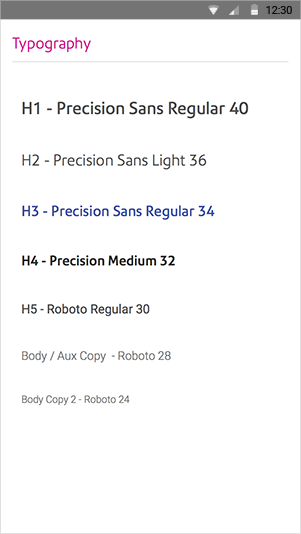 12:30
Typography
H1 - Precision Sans Regular 40
H2 - Precision Sans Light 36
H3 - Precision Sans Regular 34
H4 - Precision Medium 32
H5 - Roboto Regular 30
Body / Aux Copy - Roboto 28
Body Copy 2 - Roboto 24